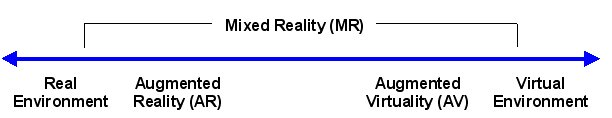 Mixed Reality (MR)
Real
Environment
Augmented
Reality (AR)
Augmented
Virtuality (AV)
Virtual
Environment